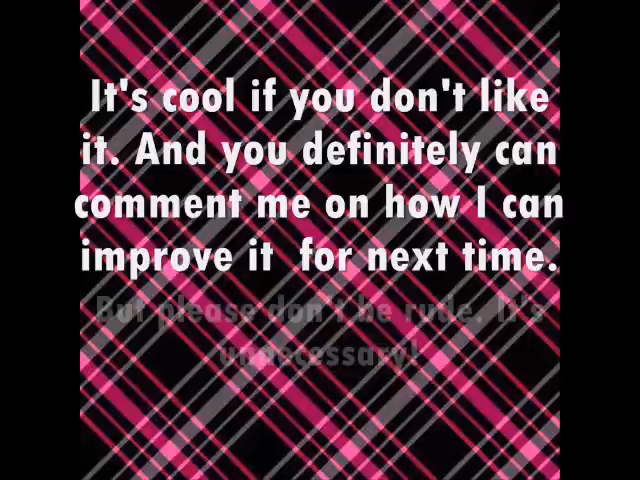 It's cool if you don't like
it. And you definitely can
comment me on how I can
improve it  for next time.
But please don't be rude, It's
unnecessary!